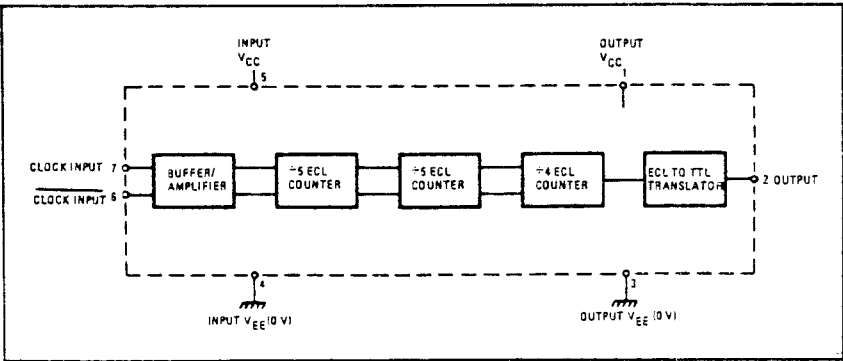 INPUT
VCC
5
OUTPUT
VCC 1
CLOCK INPUT 7
CLOCK INPUT 6
BUFFER/
AMPLIFIER
÷5 ECL
COUNTER
÷5 ECL
COUNTER
÷4 ECL
COUNTER
ECL TO TTL
TRANSLATOR
2 OUTPUT
4
INPUT VEE (0 V)
3
OUTPUT VEE (0 V)